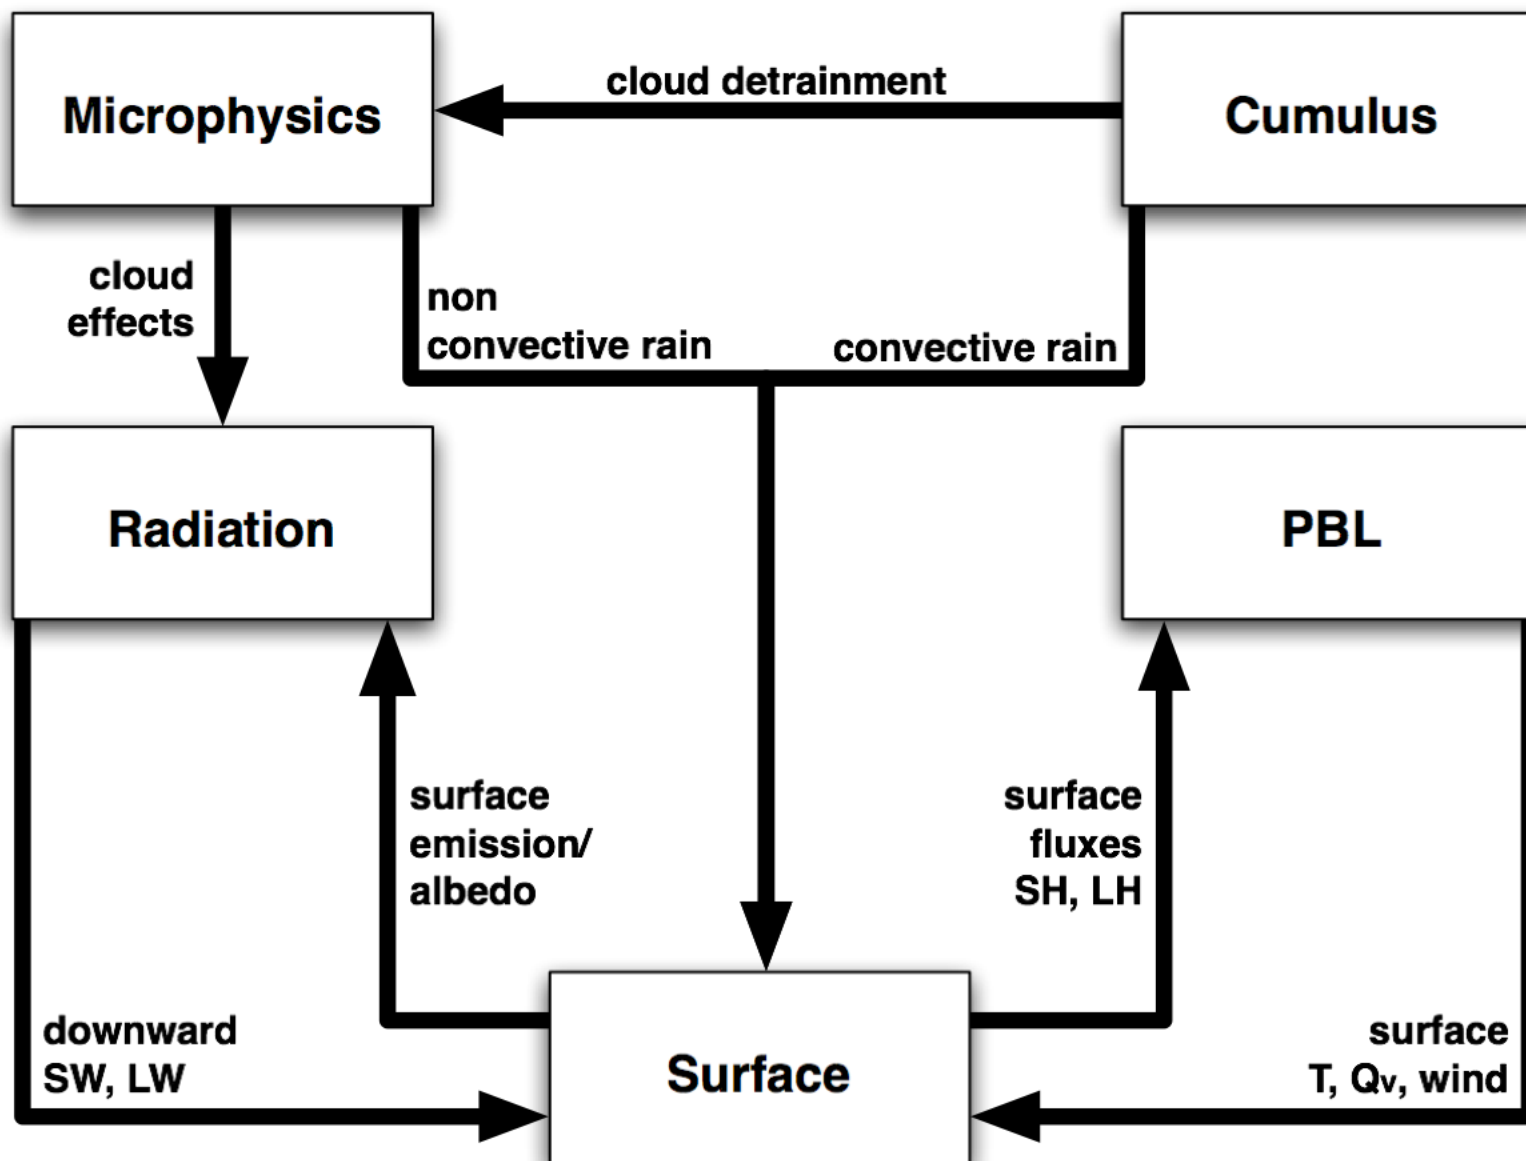 Microphysics
cloud detrainment
Cumulus
cloud
effects
non
convective rain
convective rain
Radiation
PBL
surface
emission/
albedo
surface
fluxes
SH, LH
downward
SW, LW
Surface
surface
T, Qv, wind